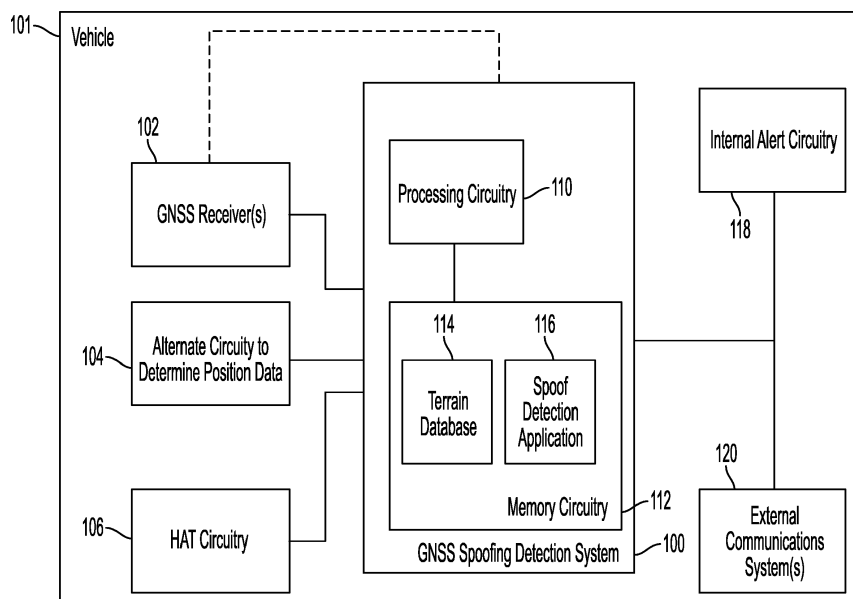 101
Vehicle
102
GNSS Receiver(s)
104
Alternate Circuity to
Determine Position Data
106
HAT Circuitry
Processing Circuitry
110
114
Terrain
Database
116
Spoof
Detection
Application
Memory Circuitry
112
GNSS Spoofing Detection System
100
Internal Alert Circuitry
118
120
External
Communications
System(s)